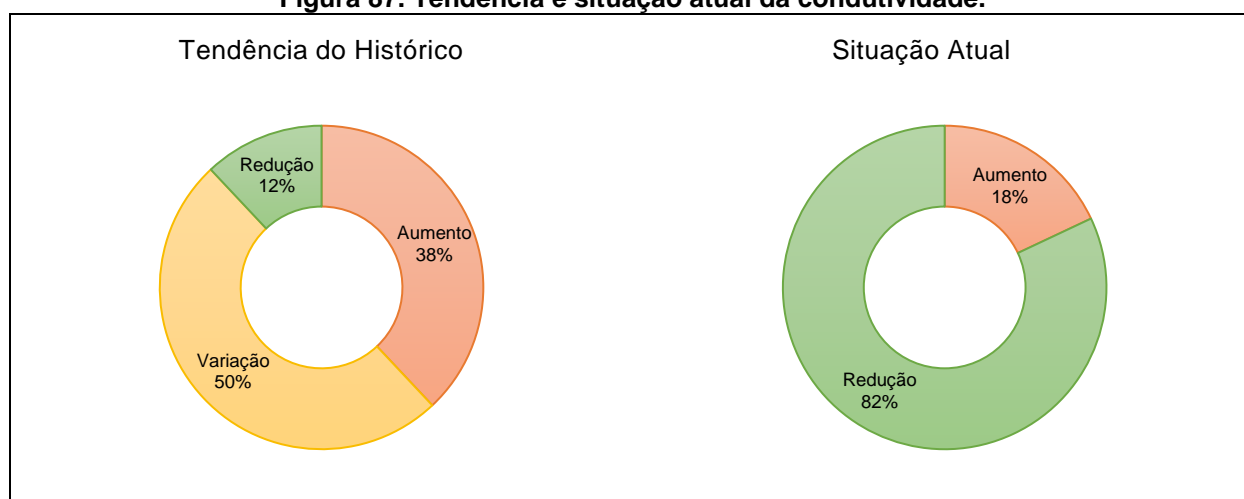 Figura 87. Tendência e situação atual da condutividade.
Tendência do Histórico
Situação Atual
Redução
12%
Aumento
38%
Variação
50%
Aumento
18%
Redução
82%